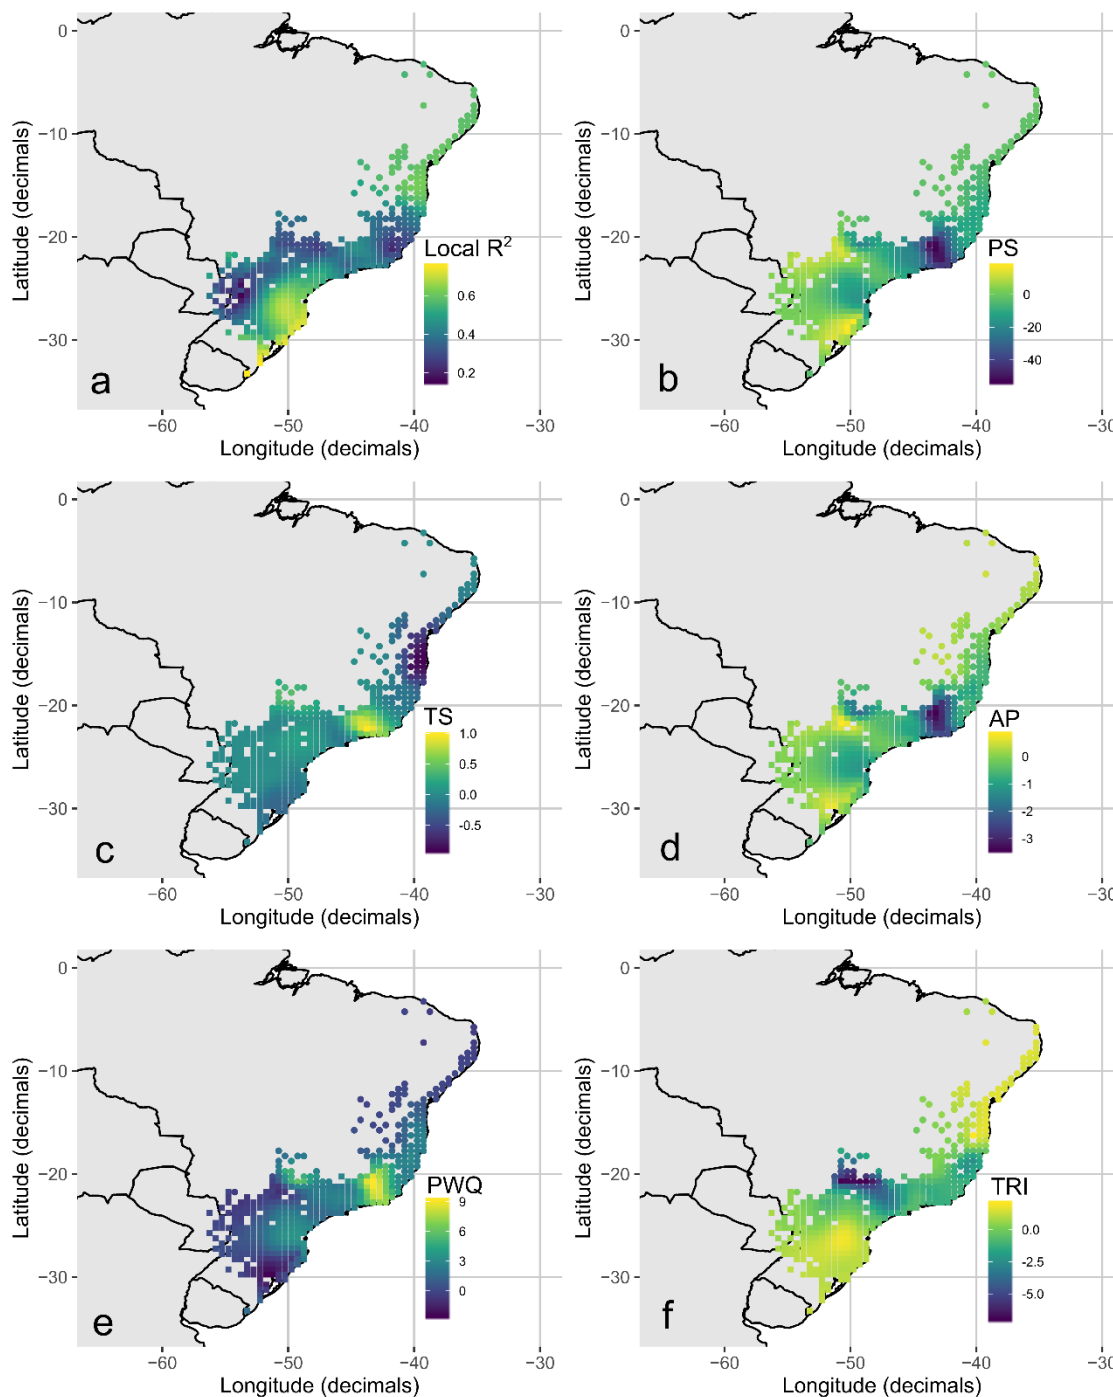 0
−10
−20
−30
Latitude (decimals)
Local R²
0.6
0.4
0.2
a
−60
−50
−40
−30
Longitude (decimals)
0
−10
−20
−30
Latitude (decimals)
PS
0
-20
-40
b
−60
−50
−40
−30
Longitude (decimals)
0
−10
−20
−30
Latitude (decimals)
TS
1.0
0.5
0.0
-0.5
c
−60
−50
−40
−30
Longitude (decimals)
0
−10
−20
−30
Latitude (decimals)
AP
0
-1
-2
-3
d
−60
−50
−40
−30
Longitude (decimals)
0
−10
−20
−30
Latitude (decimals)
PWQ
9
6
3
0
e
−60
−50
−40
−30
Longitude (decimals)
0
−10
−20
−30
Latitude (decimals)
TRI
0.0
-2.5
-5.0
f
−60
−50
−40
−30
Longitude (decimals)